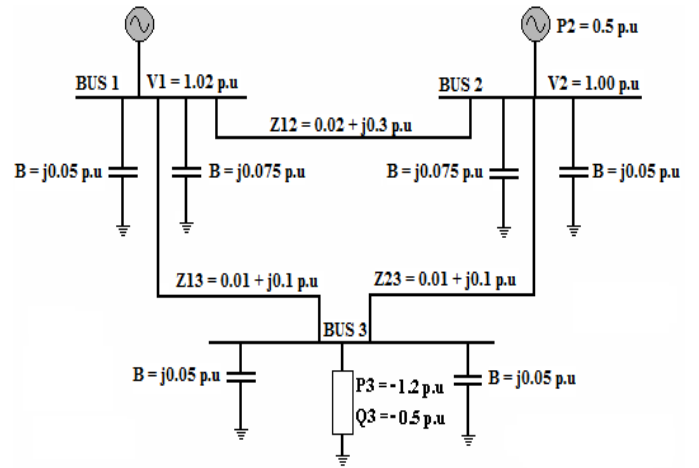 P2 = 0.5 p.u
BUS 1
V1 = 1.02 p.u
BUS 2
V2 = 1.00 p.u
Z12 = 0.02 + j0.3 p.u
B = j0.05 p.u
B = j0.075 p.u
B = j0.075 p.u
B = j0.05 p.u
Z13 = 0.01 + j0.1 p.u
Z23 = 0.01 + j0.1 p.u
BUS 3
B = j0.05 p.u
P3 = -1.2 p.u
Q3 = -0.5 p.u
B = j0.05 p.u